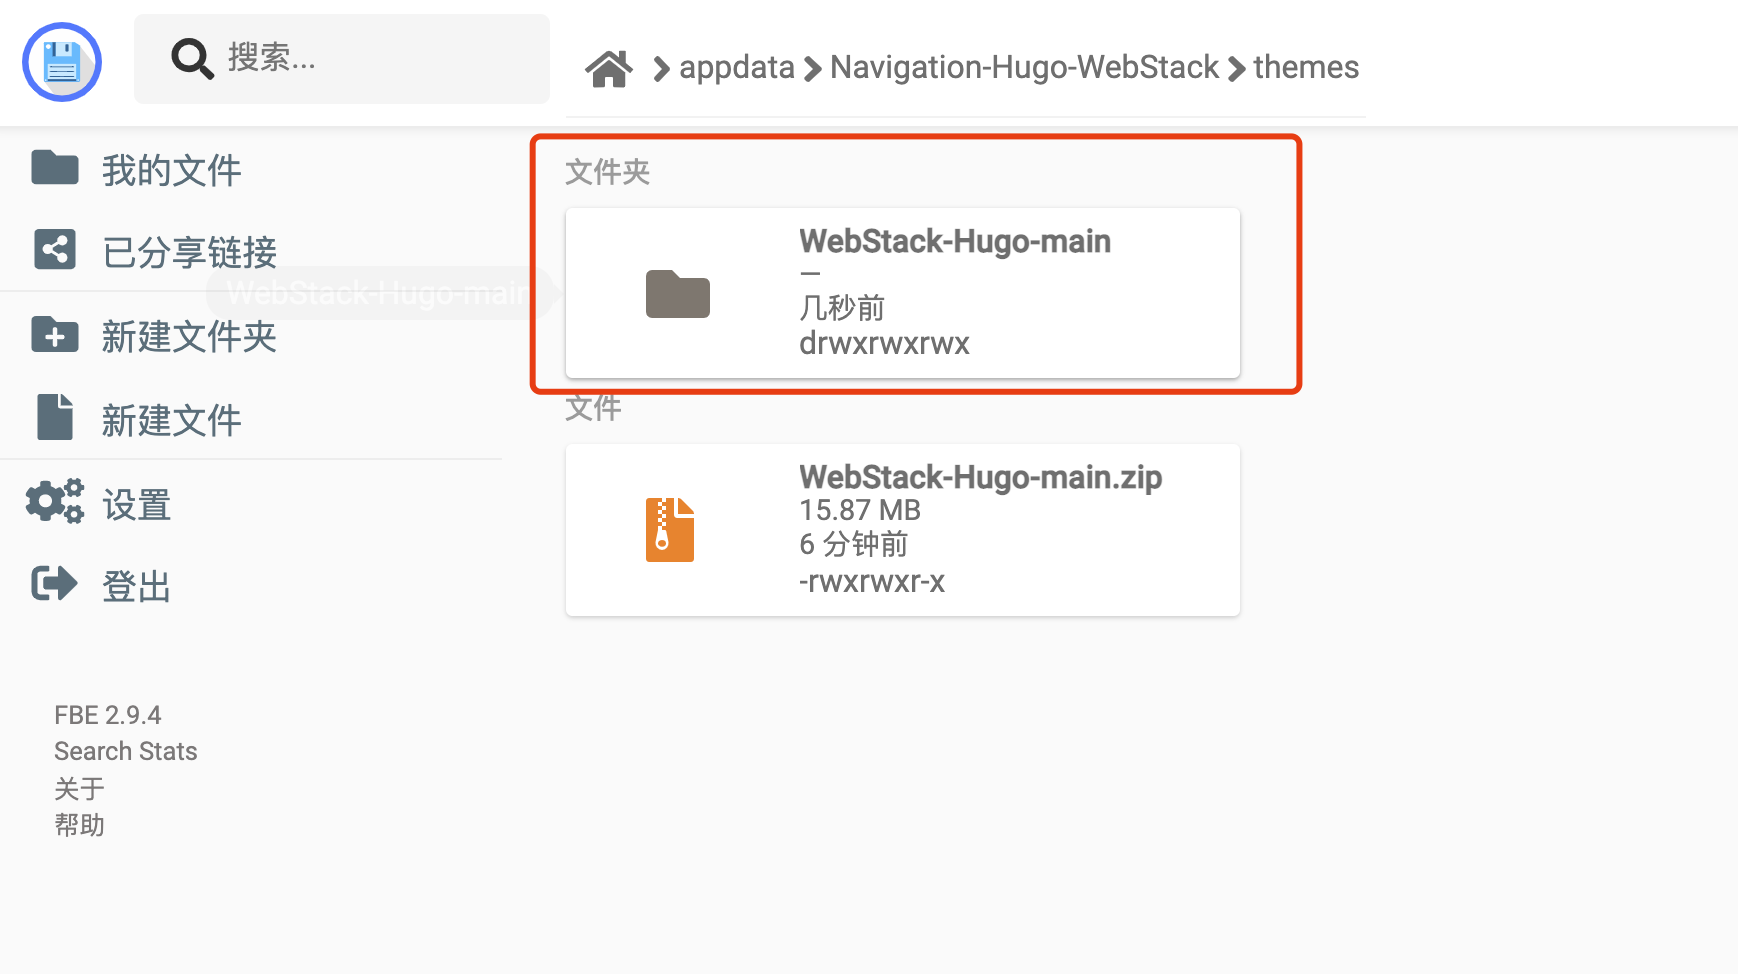 搜索...
appdata Navigation-Hugo-WebStack themes
我的文件
已分享链接
新建文件夹
新建文件
设置
登出
FBE 2.9.4
Search Stats
关于
帮助
WebStack-Hugo-main
文件夹
WebStack-Hugo-main
—
几秒前
drwxrwxrwx
文件
WebStack-Hugo-main.zip
15.87 MB
6 分钟前
-rwxrwxr-x